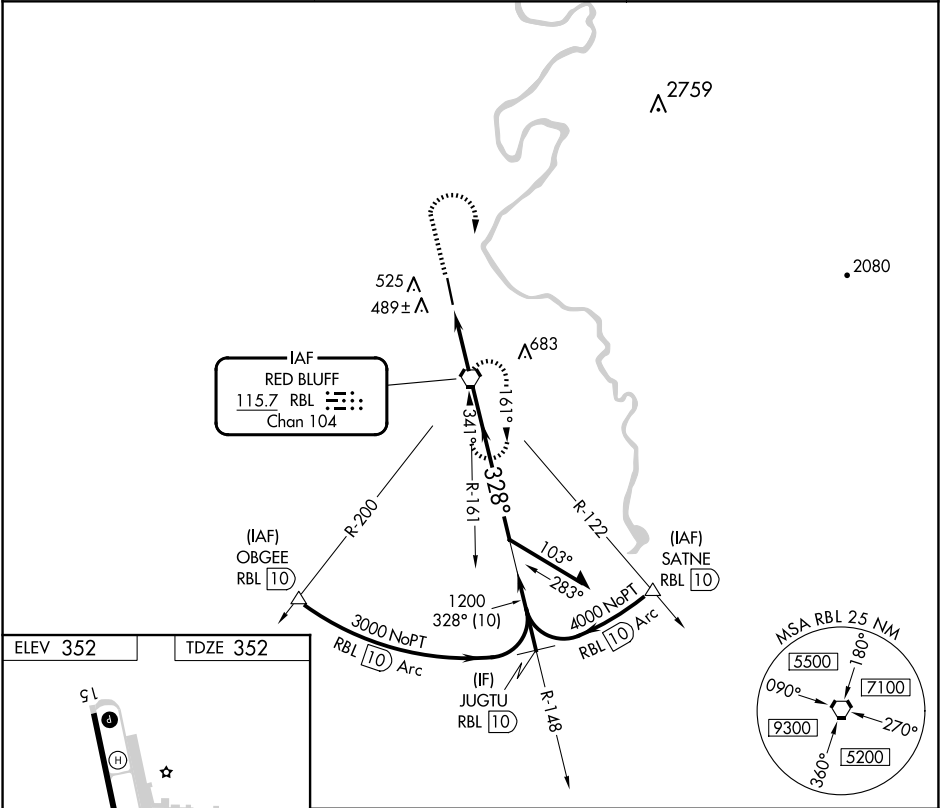 2759
2080
525
489±
683
IAF
RED BLUFF
115.7 RBL
Chan 104
161°
341°
R-161
328°
R-200
R-122
(IAF)
OBGEE
RBL 10
(IAF)
SATNE
RBL 10
103°
283°
1200
328° (10)
3000 NoPT
RBL 10 Arc
4000 NoPT
RBL 10 Arc
(IF)
JUGTU
RBL 10
R-148
MSA RBL 25 NM
5500
180°
7100
090°
270°
9300
5200
360°
ELEV 352
TDZE 352
15
P
H